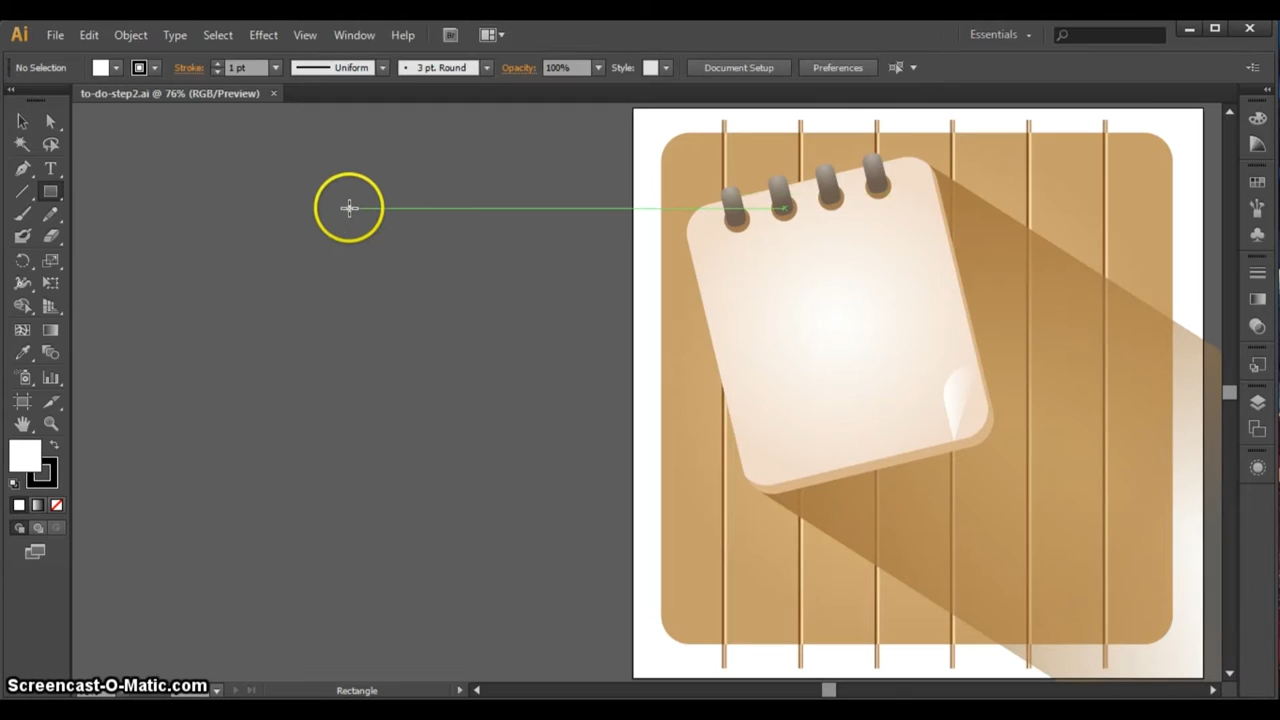 Ai File Edit Object Type Select Effect View Window Help Br Essentials
No Selection Stroke: 1 pt Uniform 3 pt. Round Opacity: 100% Style: Document Setup Preferences
to-do-step2.ai @ 76% (RGB/Preview) ×
T
Screencast-O-Matic.com Rectangle